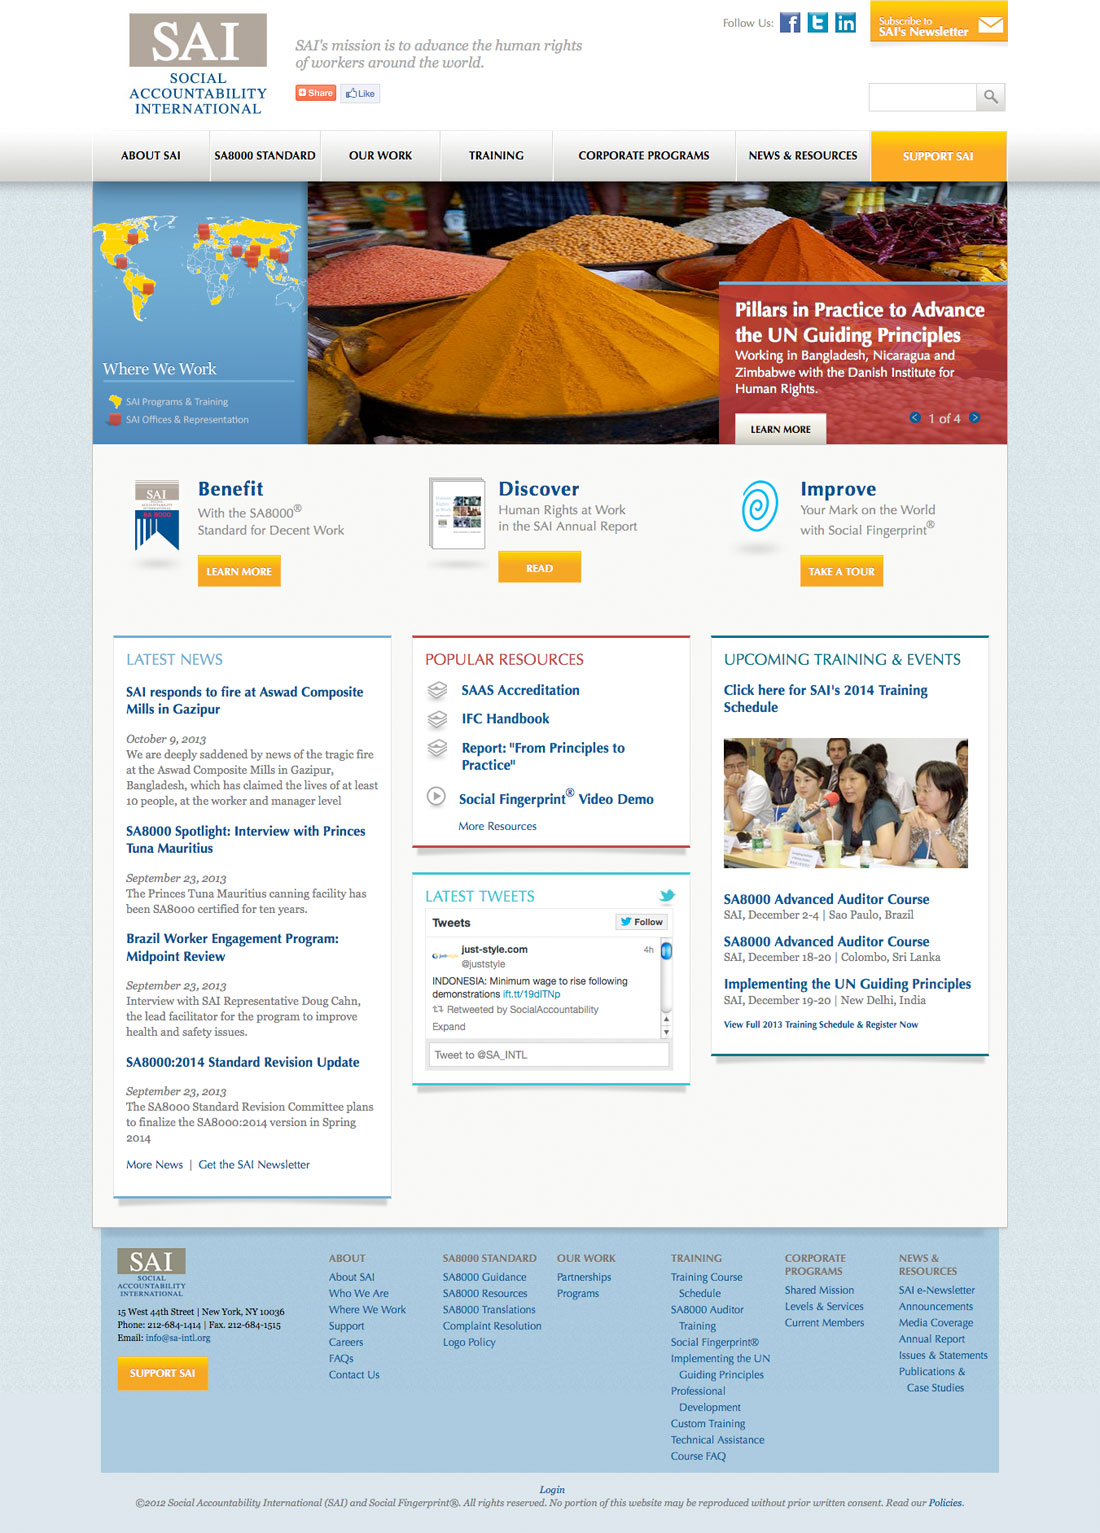 SAI
SOCIAL
ACCOUNTABILITY
INTERNATIONAL
SAI's mission is to advance the human rights
of workers around the world.
Share
Like
Follow Us:
Subscribe to
SAI's Newsletter
ABOUT SAI
SA8000 STANDARD
OUR WORK
TRAINING
CORPORATE PROGRAMS
NEWS & RESOURCES
SUPPORT SAI
Where We Work
SAI Programs & Training
SAI Offices & Representation
Pillars in Practice to Advance
the UN Guiding Principles
Working in Bangladesh, Nicaragua and
Zimbabwe with the Danish Institute for
Human Rights.
LEARN MORE
< 1 of 4 >
SAI
SA 8000
Benefit
With the SA8000®
Standard for Decent Work
LEARN MORE
Discover
Human Rights at Work
in the SAI Annual Report
READ
Improve
Your Mark on the World
with Social Fingerprint®
TAKE A TOUR
LATEST NEWS
SAI responds to fire at Aswad Composite
Mills in Gazipur
October 9, 2013
We are deeply saddened by news of the tragic fire
at the Aswad Composite Mills in Gazipur,
Bangladesh, which has claimed the lives of at least
10 people, at the worker and manager level
SA8000 Spotlight: Interview with Princes
Tuna Mauritius
September 23, 2013
The Princes Tuna Mauritius canning facility has
been SA8000 certified for ten years.
Brazil Worker Engagement Program:
Midpoint Review
September 23, 2013
Interview with SAI Representative Doug Cahn,
the lead facilitator for the program to improve
health and safety issues.
SA8000:2014 Standard Revision Update
September 23, 2013
The SA8000 Standard Revision Committee plans
to finalize the SA8000:2014 version in Spring
2014
More News | Get the SAI Newsletter
POPULAR RESOURCES
SAAS Accreditation
IFC Handbook
Report: "From Principles to
Practice"
Social Fingerprint® Video Demo
More Resources
LATEST TWEETS
Tweets
Follow
just-style.com
4h
@juststyle
INDONESIA: Minimum wage to rise following
demonstrations ift.tt/19dITNp
Retweeted by SocialAccountability
Expand
Tweet to @SA_INTL
UPCOMING TRAINING & EVENTS
Click here for SAI's 2014 Training
Schedule
SA8000 Advanced Auditor Course
SAI, December 2-4 | Sao Paulo, Brazil
SA8000 Advanced Auditor Course
SAI, December 18-20 | Colombo, Sri Lanka
Implementing the UN Guiding Principles
SAI, December 19-20 | New Delhi, India
View Full 2013 Training Schedule & Register Now
SAI
SOCIAL
ACCOUNTABILITY
INTERNATIONAL
15 West 44th Street | New York, NY 10036
Phone: 212-684-1414 | Fax. 212-684-1515
Email: info@sa-intl.org
SUPPORT SAI
ABOUT
About SAI
Who We Are
Where We Work
Support
Careers
FAQs
Contact Us
SA8000 STANDARD
SA8000 Guidance
SA8000 Resources
SA8000 Translations
Complaint Resolution
Logo Policy
OUR WORK
Partnerships
Programs
TRAINING
Training Course
Schedule
SA8000 Auditor
Training
Social Fingerprint®
Implementing the UN
Guiding Principles
Professional
Development
Custom Training
Technical Assistance
Course FAQ
CORPORATE
PROGRAMS
Shared Mission
Levels & Services
Current Members
NEWS &
RESOURCES
SAI e-Newsletter
Announcements
Media Coverage
Annual Report
Issues & Statements
Publications &
Case Studies
Login
©2012 Social Accountability International (SAI) and Social Fingerprint®. All rights reserved. No portion of this website may be reproduced without prior written consent. Read our Policies.